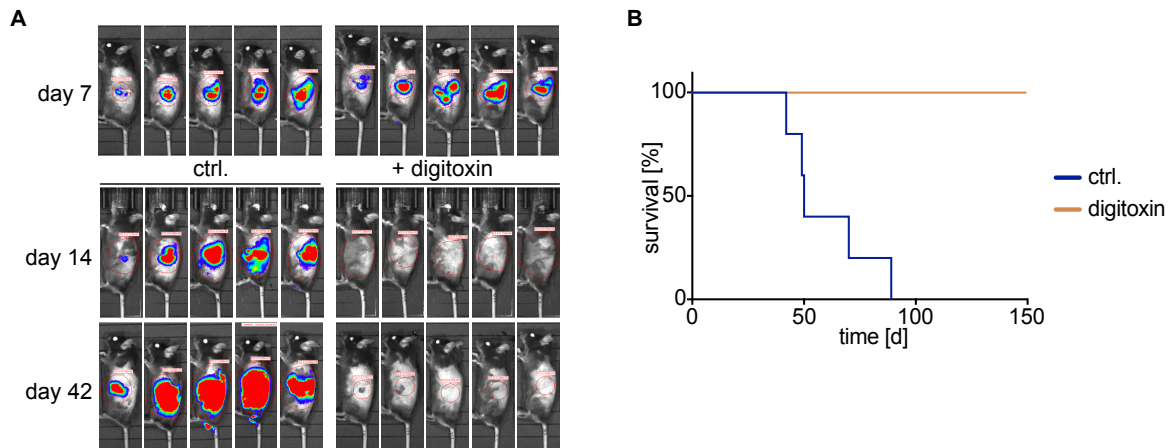 A
day 7
ctrl.
+ digitoxin
day 14
day 42
B
100
50
0
survival [%]
0
50
100
150
time [d]
ctrl.
digitoxin